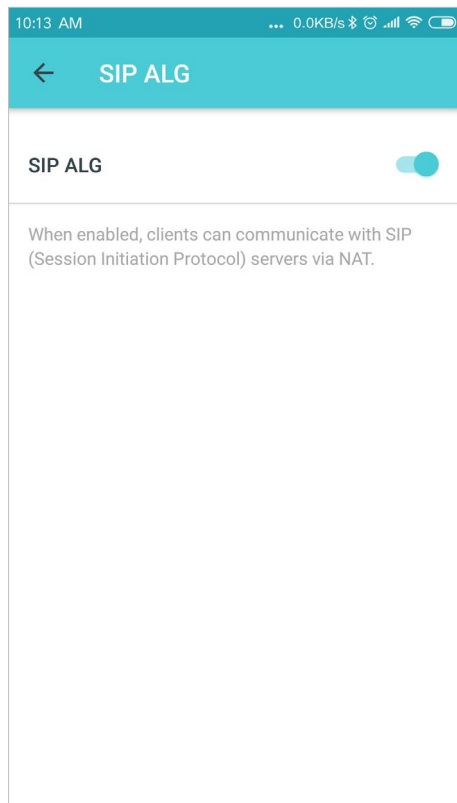 10:13 AM ... 0.0KB/s
SIP ALG
SIP ALG
When enabled, clients can communicate with SIP
(Session Initiation Protocol) servers via NAT.